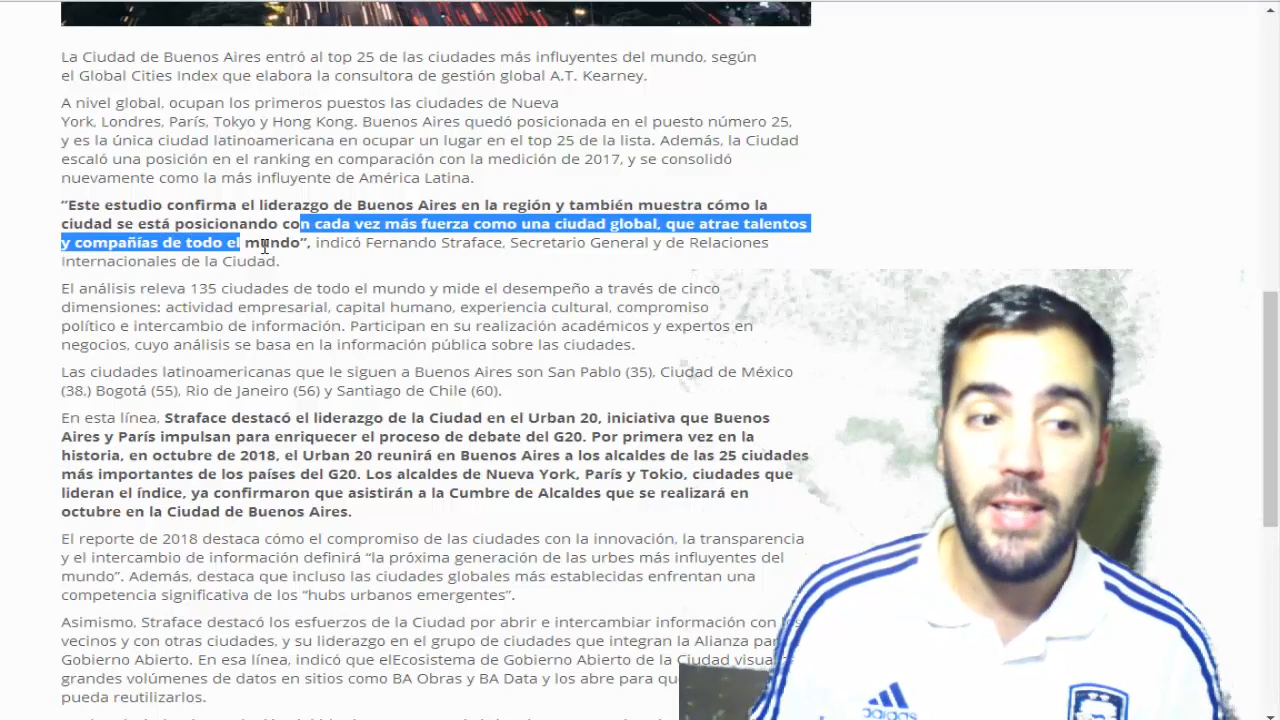 La Ciudad de Buenos Aires entró al top 25 de las ciudades más influyentes del mundo, según
el Global Cities Index que elabora la consultora de gestión global A.T. Kearney.
A nivel global, ocupan los primeros puestos las ciudades de Nueva
York, Londres, París, Tokyo y Hong Kong. Buenos Aires quedó posicionada en el puesto número 25,
y es la única ciudad latinoamericana en ocupar un lugar en el top 25 de la lista. Además, la Ciudad
escaló una posición en el ranking en comparación con la medición de 2017, y se consolidó
nuevamente como la más influyente de América Latina.
“Este estudio confirma el liderazgo de Buenos Aires en la región y también muestra cómo la
ciudad se está posicionando con cada vez más fuerza como una ciudad global, que atrae talentos
y compañías de todo el mundo”, indicó Fernando Straface, Secretario General y de Relaciones
Internacionales de la Ciudad.
El análisis releva 135 ciudades de todo el mundo y mide el desempeño a través de cinco
dimensiones: actividad empresarial, capital humano, experiencia cultural, compromiso
político e intercambio de información. Participan en su realización académicos y expertos en
negocios, cuyo análisis se basa en la información pública sobre las ciudades.
Las ciudades latinoamericanas que le siguen a Buenos Aires son San Pablo (35), Ciudad de México
(38,) Bogotá (55), Rio de Janeiro (56) y Santiago de Chile (60).
En esta línea, Straface destacó el liderazgo de la Ciudad en el Urban 20, iniciativa que Buenos
Aires y París impulsan para enriquecer el proceso de debate del G20. Por primera vez en la
historia, en octubre de 2018, el Urban 20 reunirá en Buenos Aires a los alcaldes de las 25 ciudades
más importantes de los países del G20. Los alcaldes de Nueva York, París y Tokio, ciudades que
lideran el índice, ya confirmaron que asistirán a la Cumbre de Alcaldes que se realizará en
octubre en la Ciudad de Buenos Aires.
El reporte de 2018 destaca cómo el compromiso de las ciudades con la innovación, la transparencia
y el intercambio de información definirá “la próxima generación de las urbes más influyentes del
mundo”. Además, destaca que incluso las ciudades globales más establecidas enfrentan una
competencia significativa de los “hubs urbanos emergentes”.
Asimismo, Straface destacó los esfuerzos de la Ciudad por abrir e intercambiar información con
vecinos y con otras ciudades, y su liderazgo en el grupo de ciudades que integran la Alianza
Gobierno Abierto. En esa línea, indicó que elEcosistema de Gobierno Abierto de la Ciudad
grandes volúmenes de datos en sitios como BA Obras y BA Data y los abre para
pueda reutilizarlos.
adidas